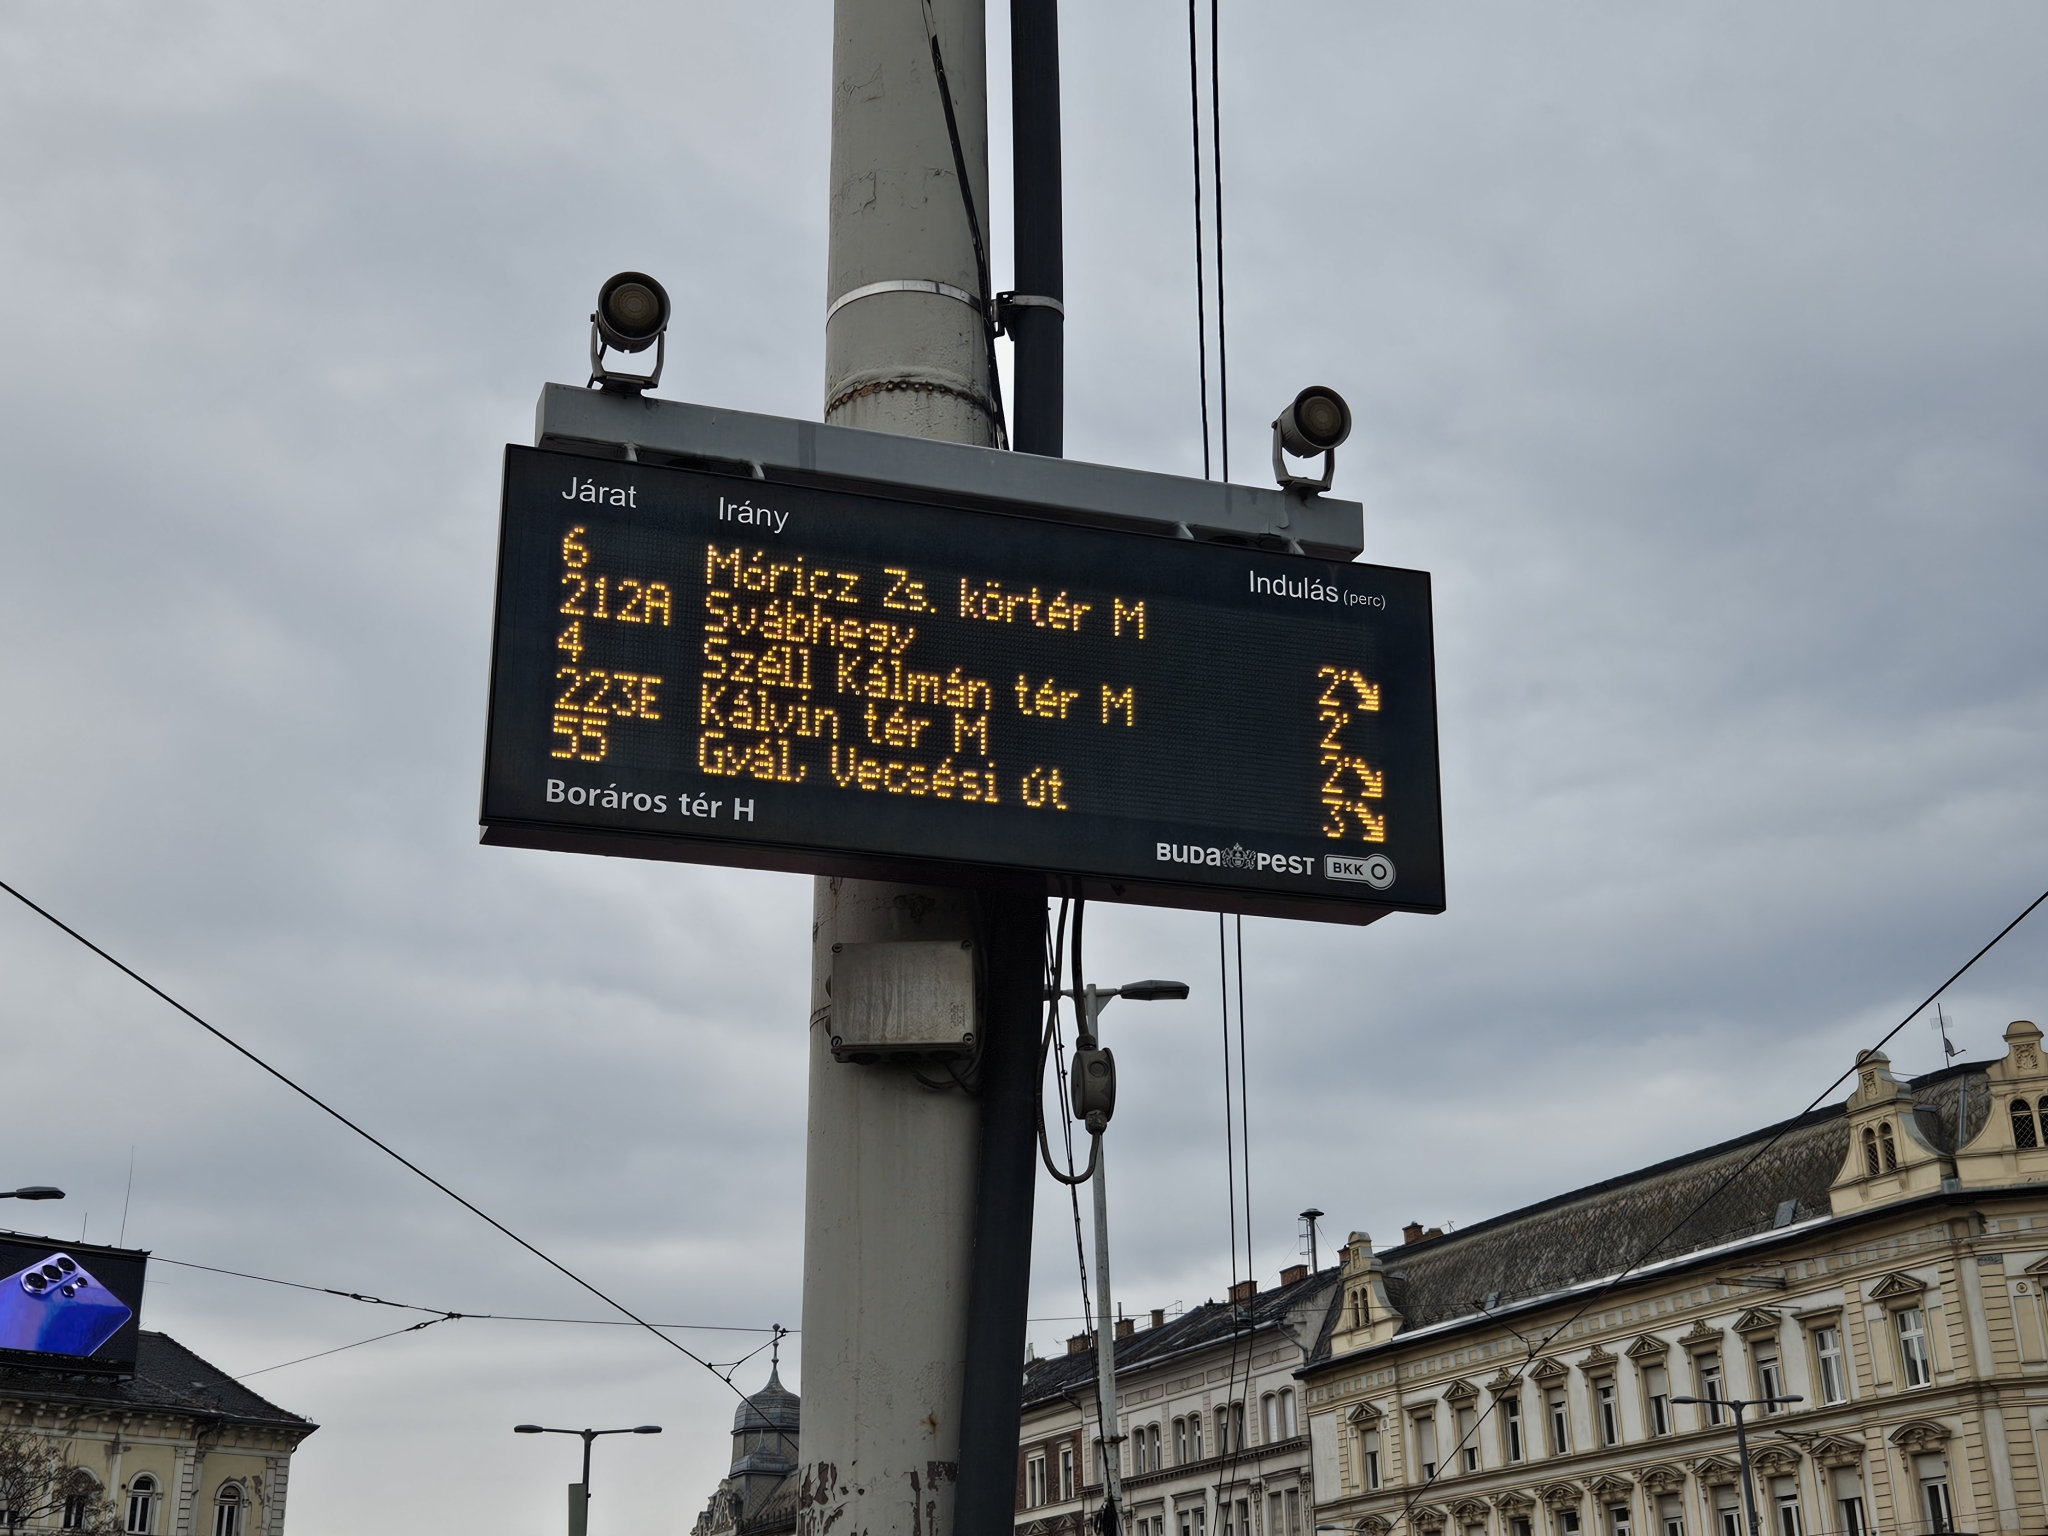 Járat Irány Indulás (perc)
6 Móricz Zs. körtér M
212A Svábhegy 2'
4 Széll Kálmán tér M 2'
223E Kálvin tér M 2'
55 Gyál, Vecsési út 3'
Boráros tér H
BUDAPEST BKK